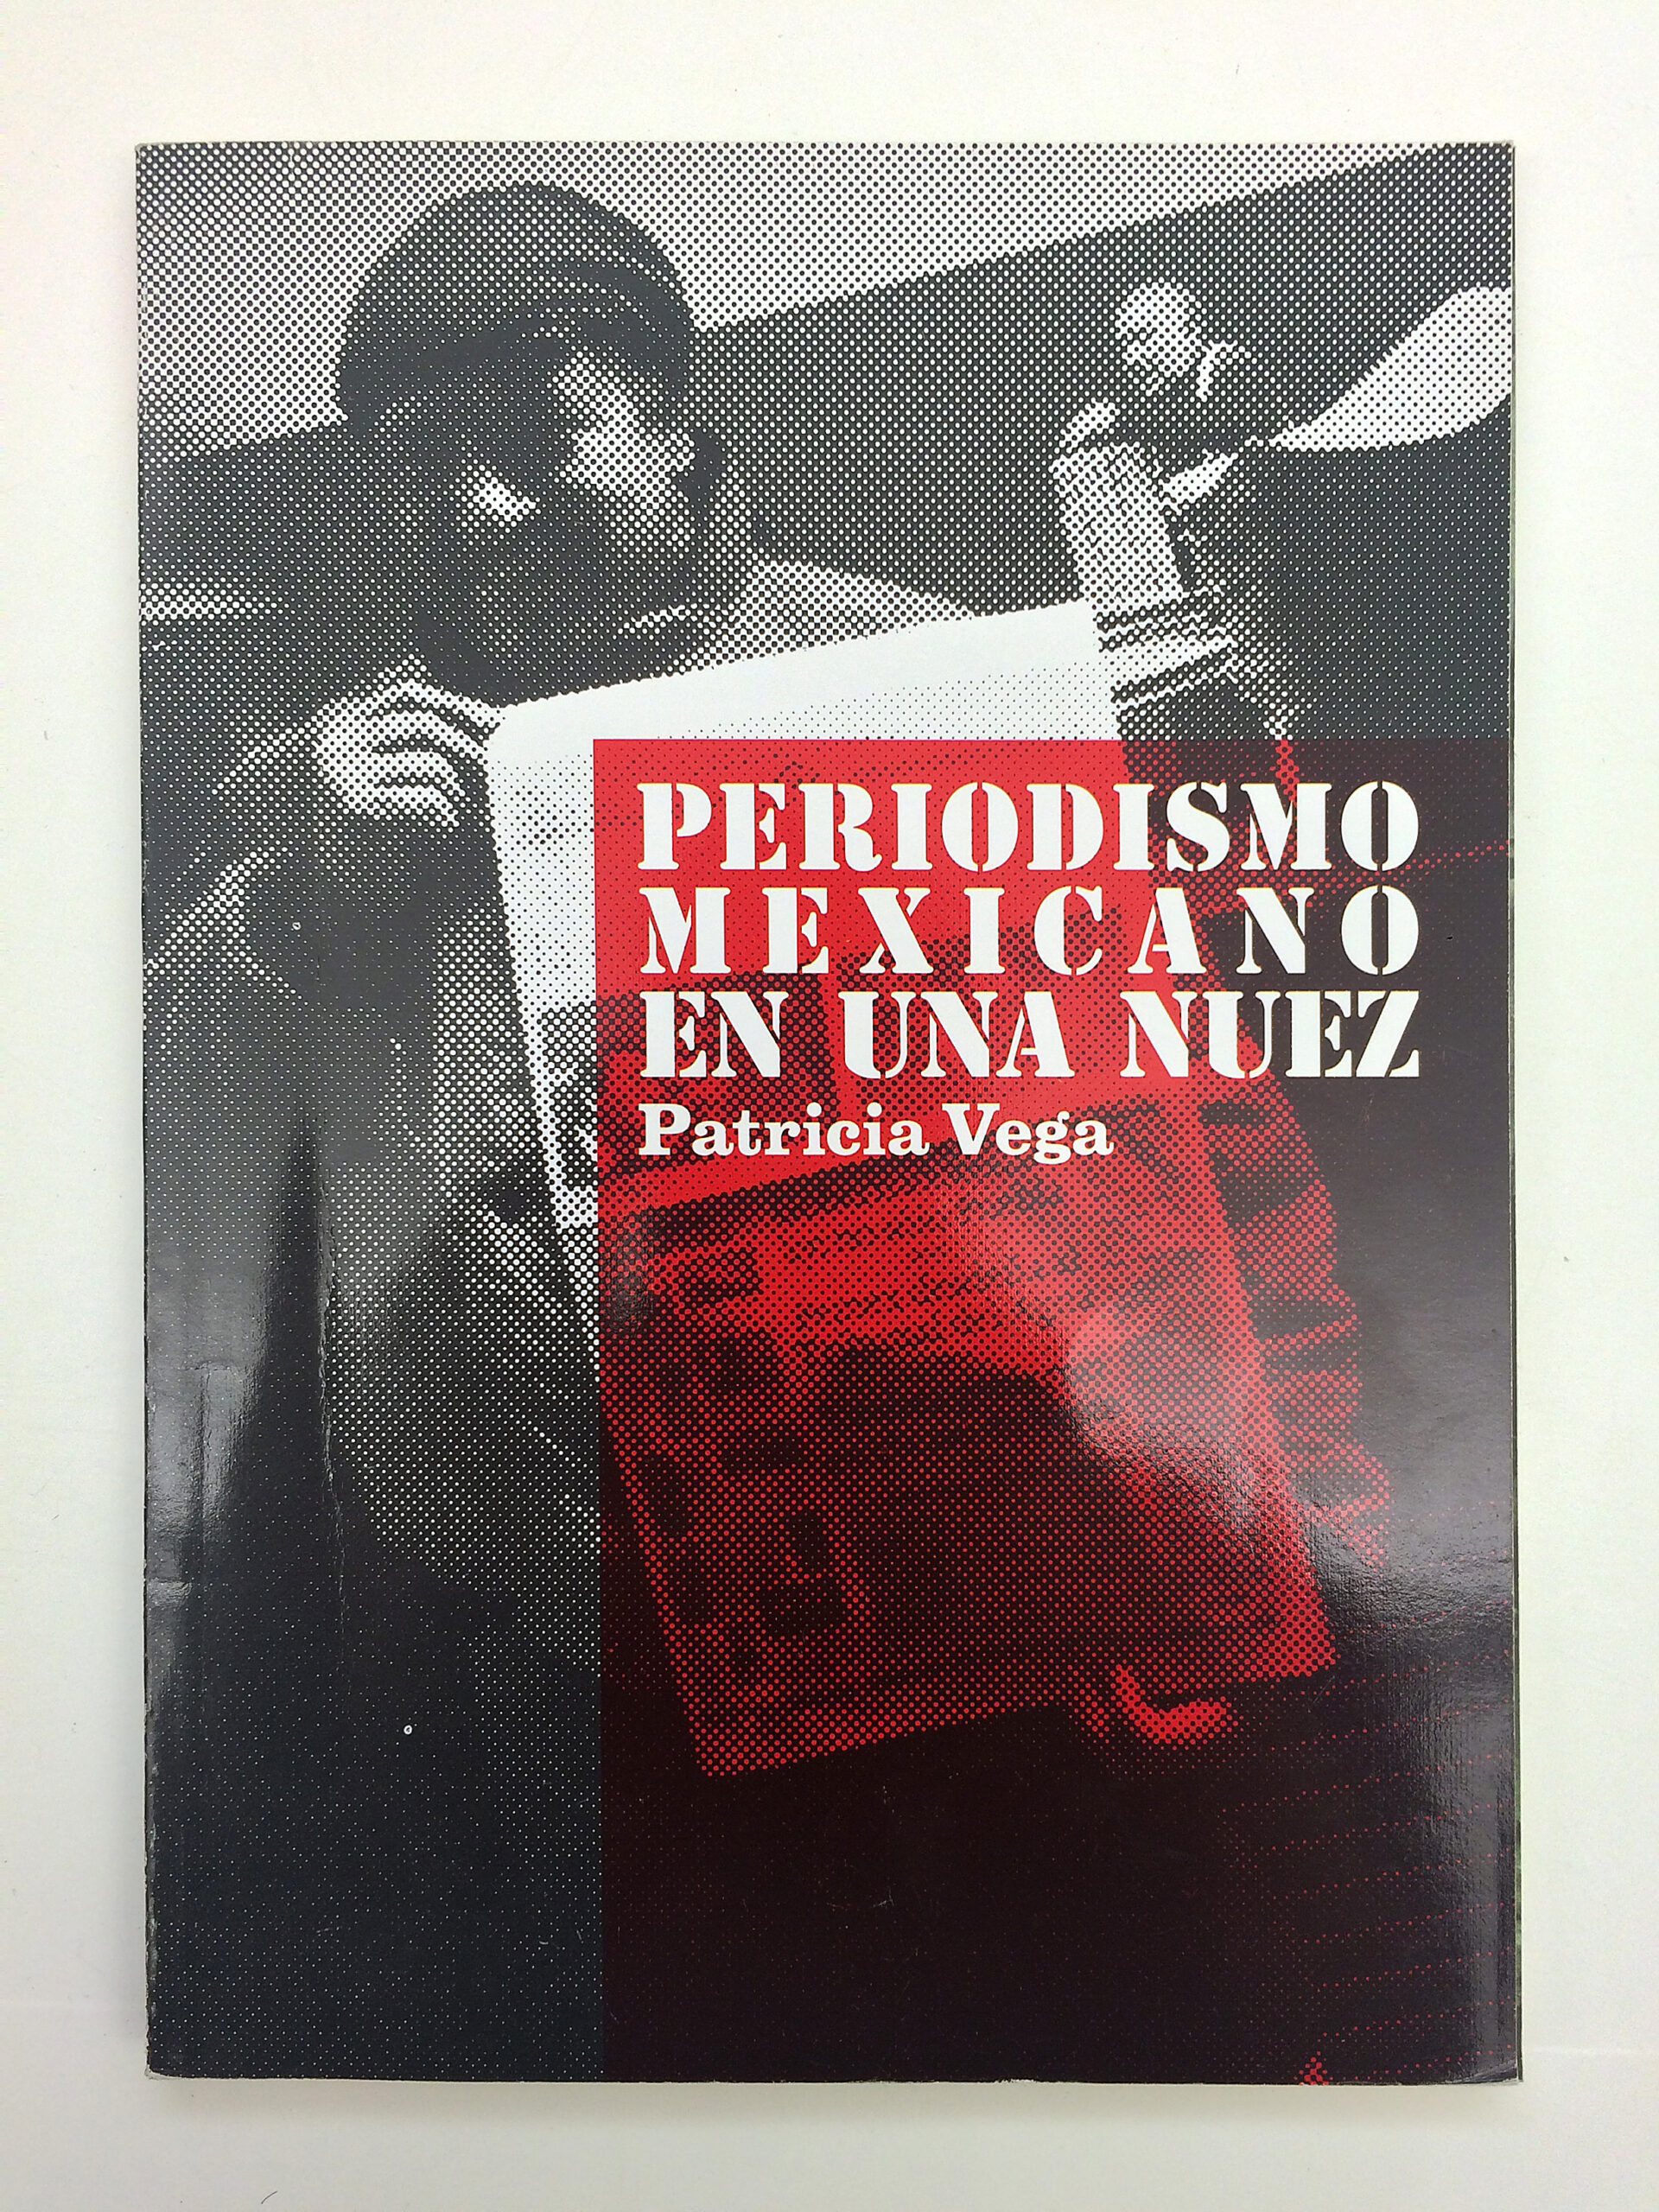 PERIODISMO
MEXICANO
EN UNA NUEZ
Patricia Vega